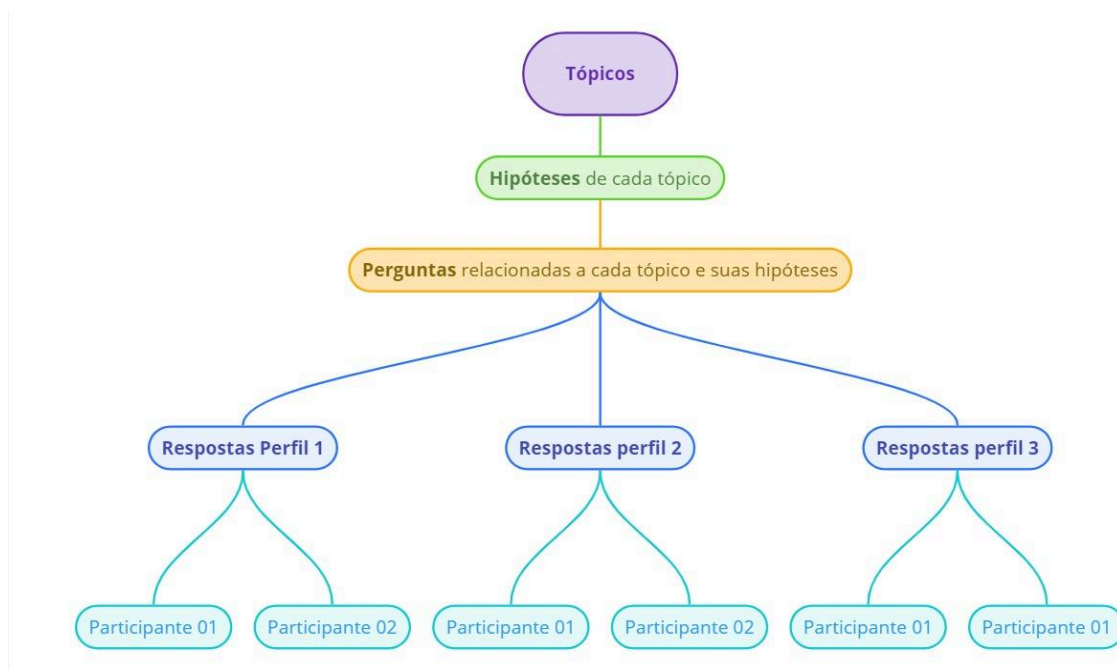 Tópicos
Hipóteses de cada tópico
Perguntas relacionadas a cada tópico e suas hipóteses
Respostas Perfil 1
Respostas perfil 2
Respostas perfil 3
Participante 01
Participante 02
Participante 01
Participante 02
Participante 01
Participante 01